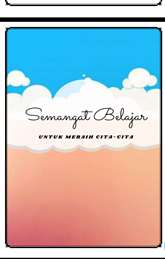 Semangat Belajar
UNTUK MERAIH CITA-CITA